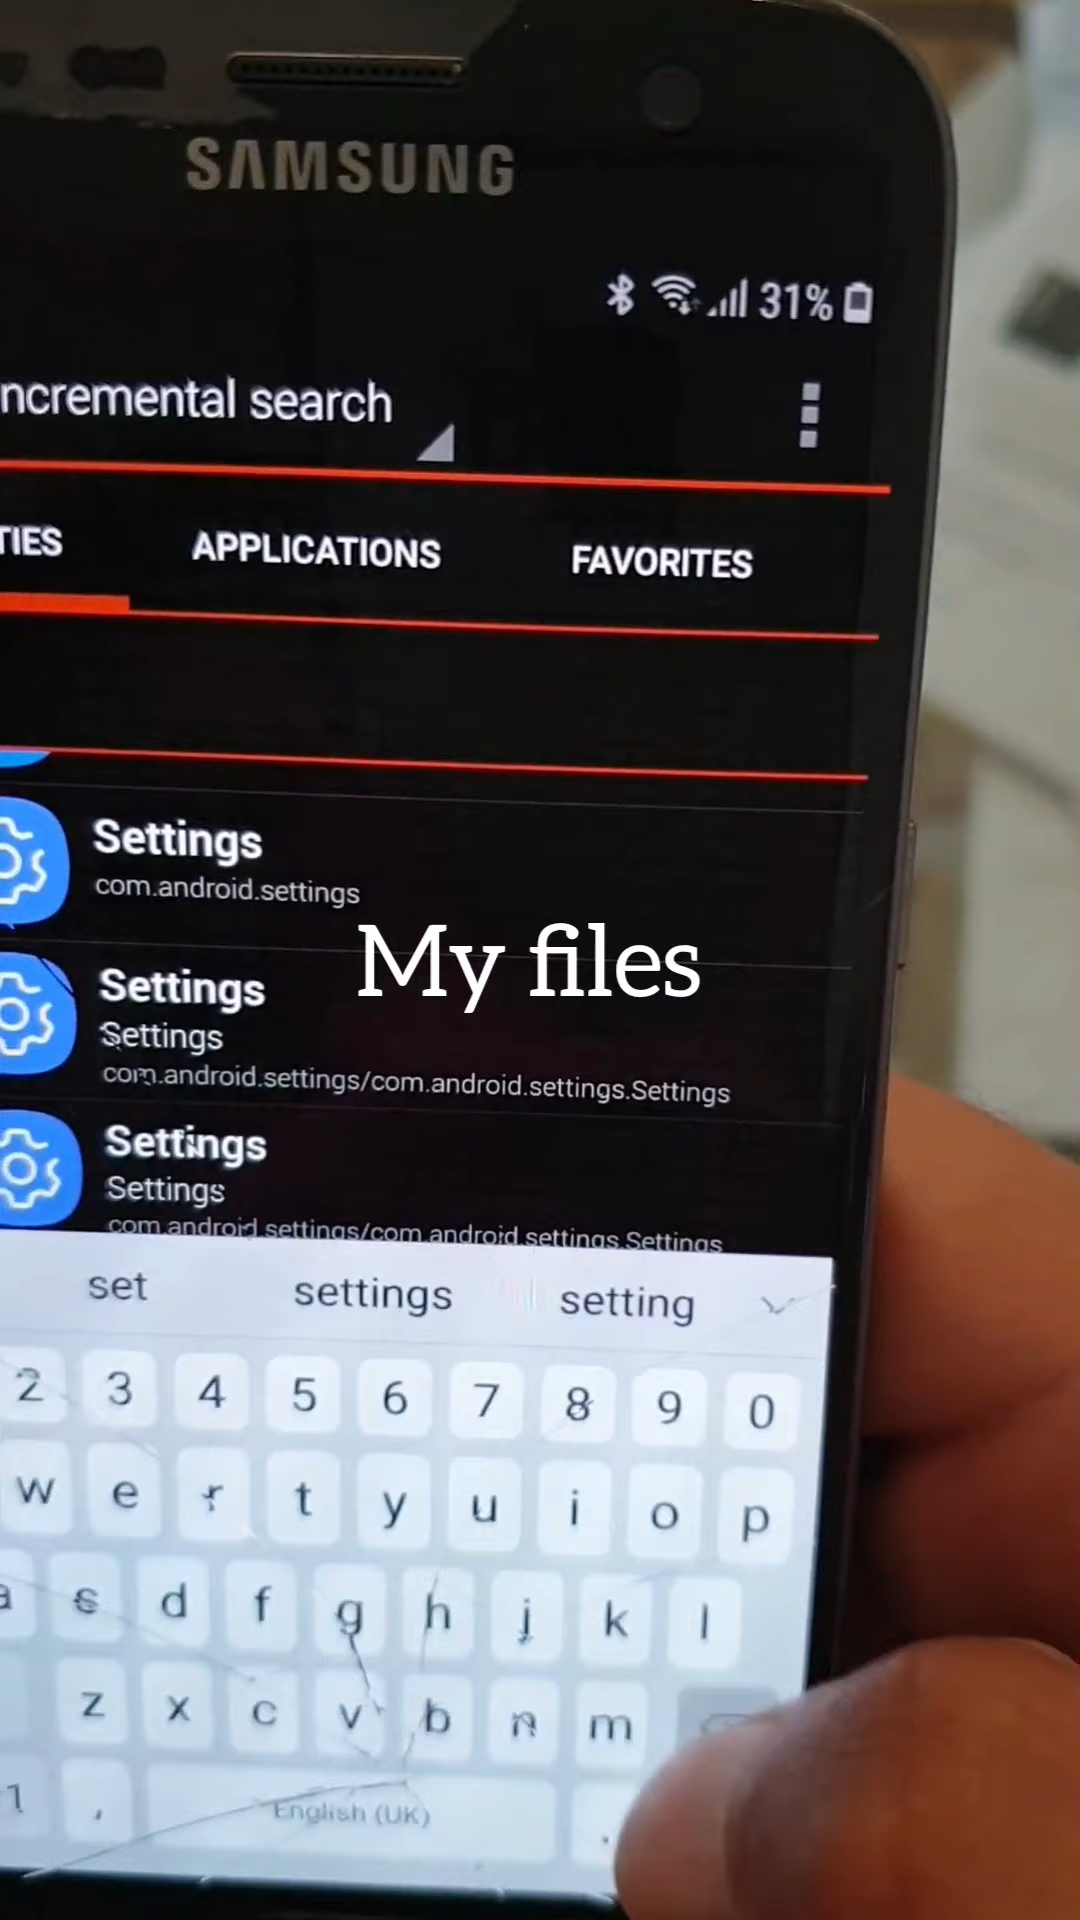 SAMSUNG
31%
ncremental search
TIES APPLICATIONS FAVORITES
Settings
com.android.settings
My files
Settings
Settings
com.android.settings/com.android.settings.Settings
Settings
Settings
com.android.settings/com.android.settings.Settings
set settings setting
2 3 4 5 6 7 8 9 0
w e r t y u i o p
a s d f g h j k l
z x c v b n m
1 , English (UK) .